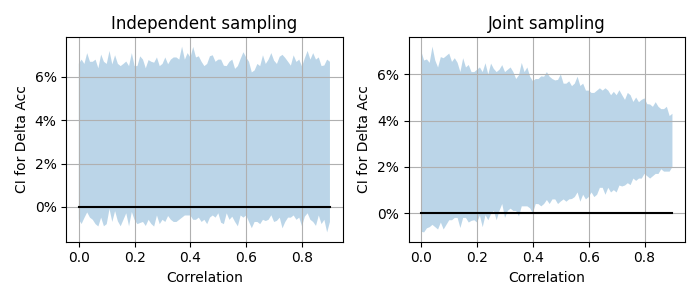 Independent sampling
CI for Delta Acc
6%
4%
2%
0%
0.0 0.2 0.4 0.6 0.8
Correlation
Joint sampling
CI for Delta Acc
6%
4%
2%
0%
0.0 0.2 0.4 0.6 0.8
Correlation